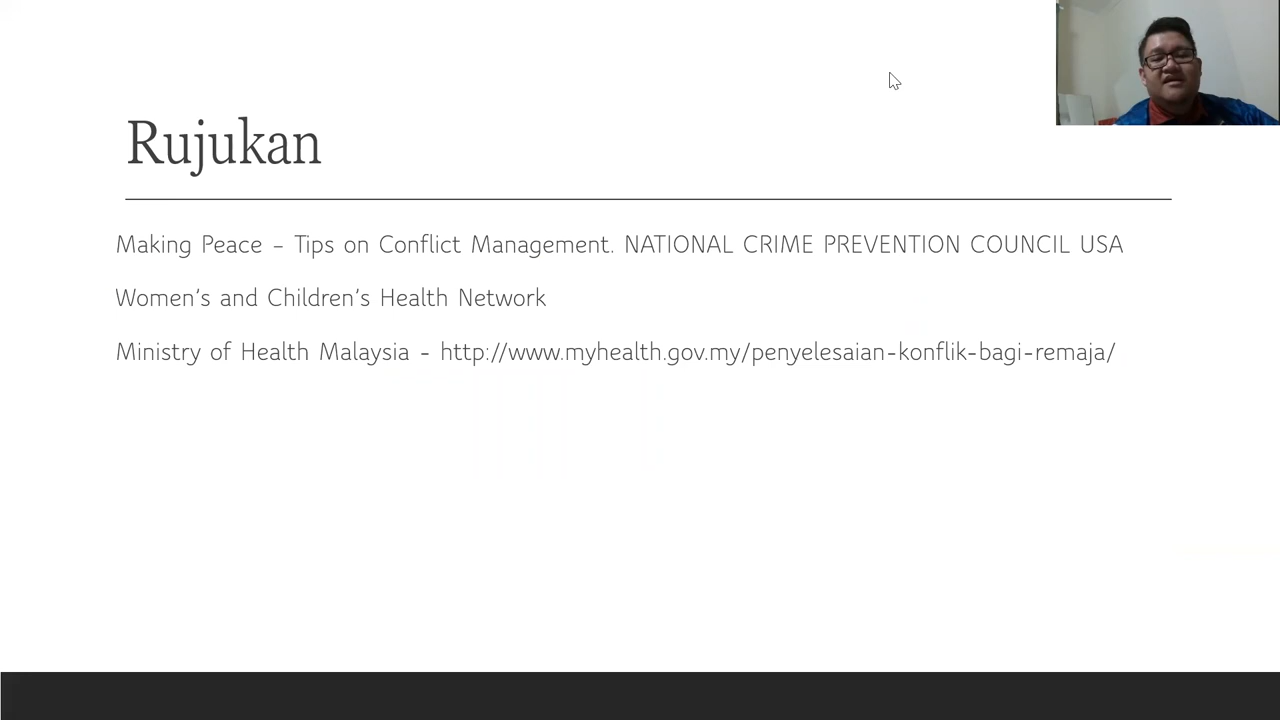 Rujukan
Making Peace – Tips on Conflict Management. NATIONAL CRIME PREVENTION COUNCIL USA
Women's and Children's Health Network
Ministry of Health Malaysia - http://www.myhealth.gov.my/penyelesaian-konflik-bagi-remaja/